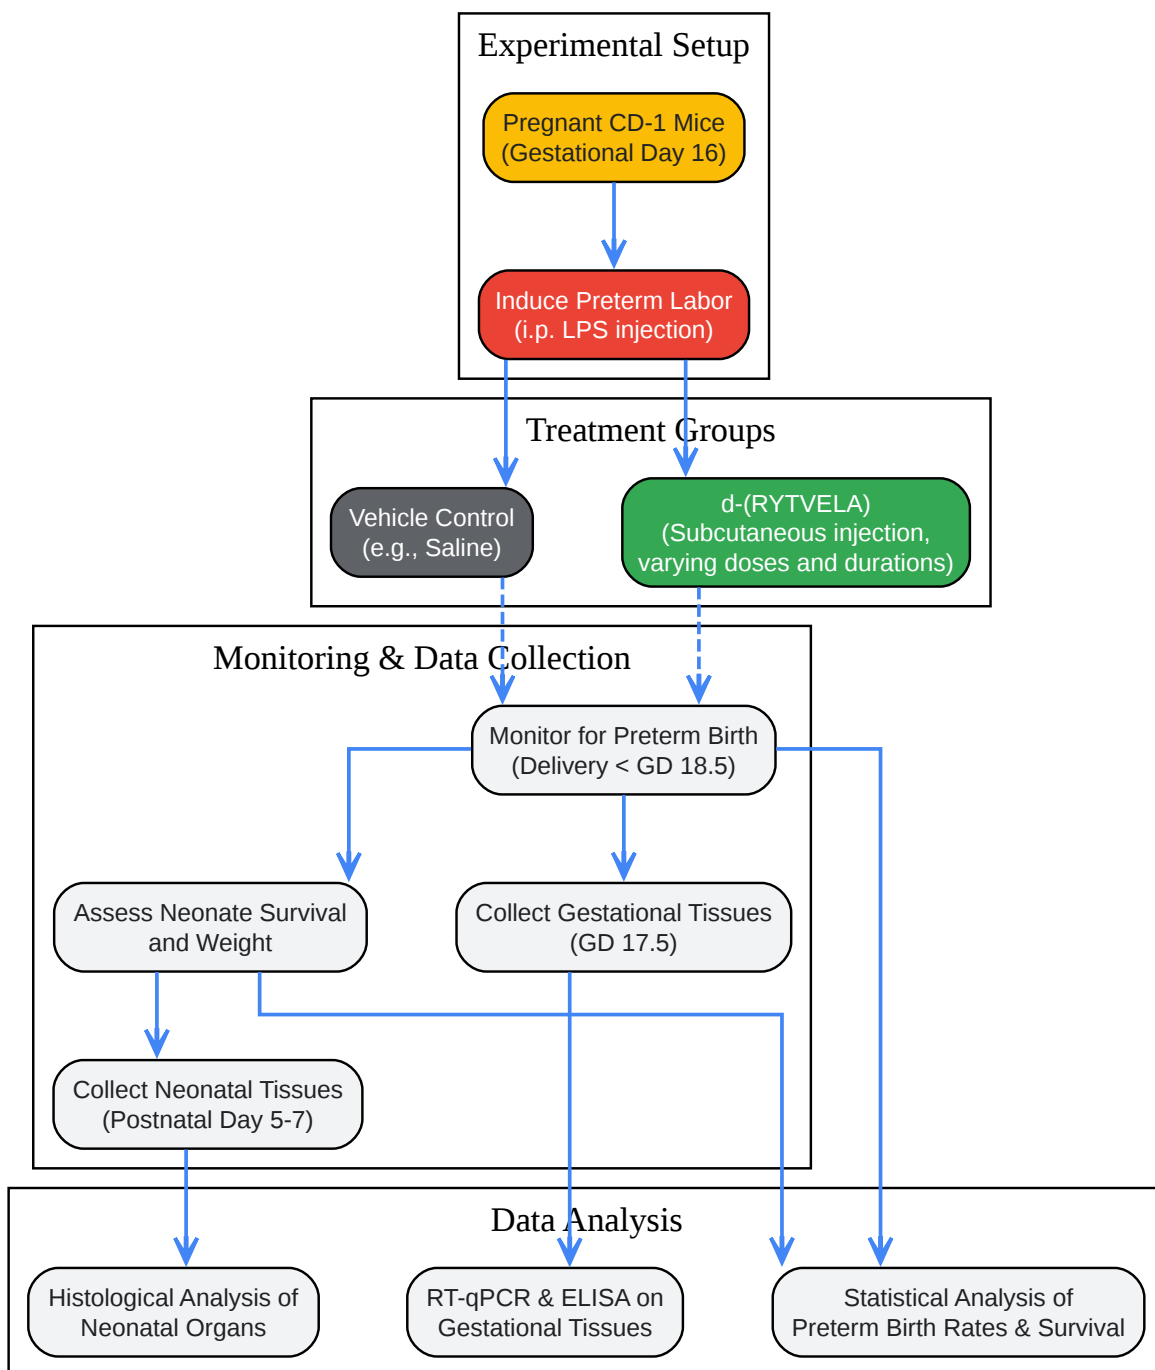 Experimental Setup
Pregnant CD-1 Mice
(Gestational Day 16)
Induce Preterm Labor
(i.p. LPS injection)
Treatment Groups
Vehicle Control
(e.g., Saline)
d-(RYTVELA)
(Subcutaneous injection,
varying doses and durations)
Monitoring & Data Collection
Monitor for Preterm Birth
(Delivery < GD 18.5)
Assess Neonate Survival
and Weight
Collect Gestational Tissues
(GD 17.5)
Collect Neonatal Tissues
(Postnatal Day 5-7)
Data Analysis
Histological Analysis of
Neonatal Organs
RT-qPCR & ELISA on
Gestational Tissues
Statistical Analysis of
Preterm Birth Rates & Survival